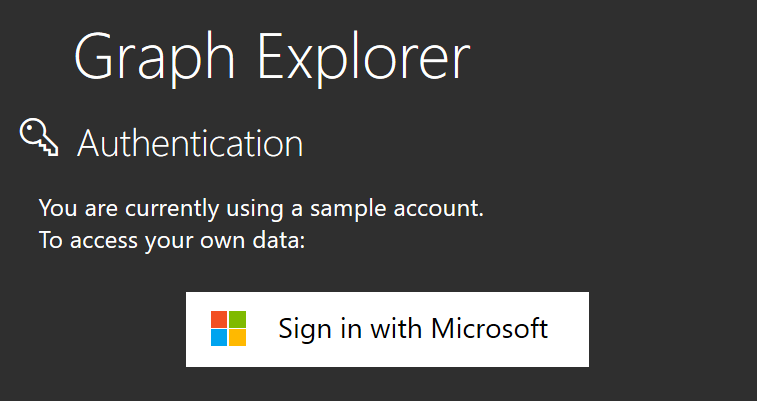 Graph Explorer
Authentication
You are currently using a sample account.
To access your own data:
Sign in with Microsoft